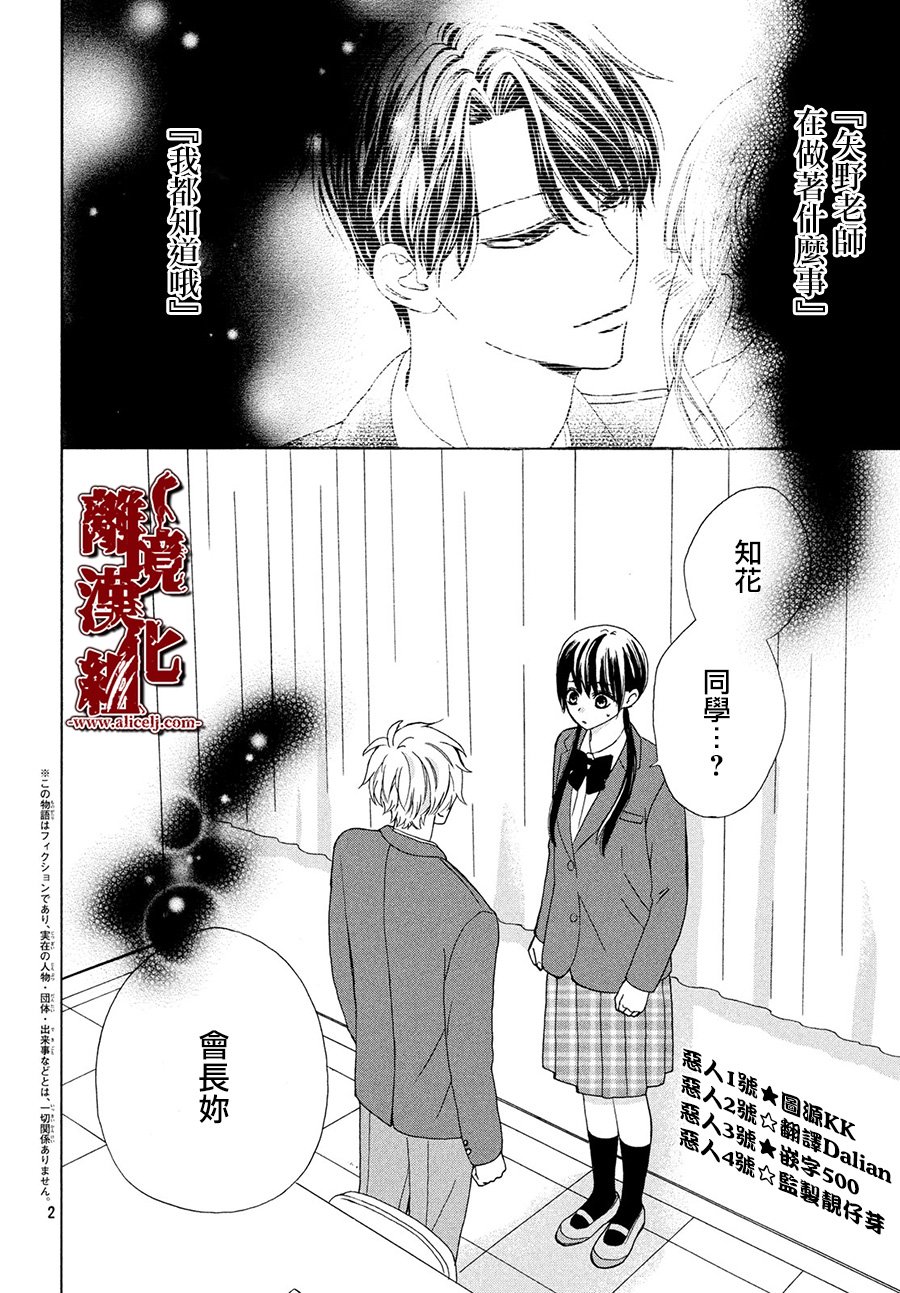 『矢野老師
在做著什麼事』
『我都知道哦』
知花
同學…?
會長妳
離境漢化組
-www.alicelj.com-
惡人1號★圖源KK
惡人2號☆翻譯Dalian
惡人3號★嵌字500
惡人4號☆監製靚仔芽
※この物語はフィクションであり、実在の人物・団体・出来事などとは、一切関係ありません。
2